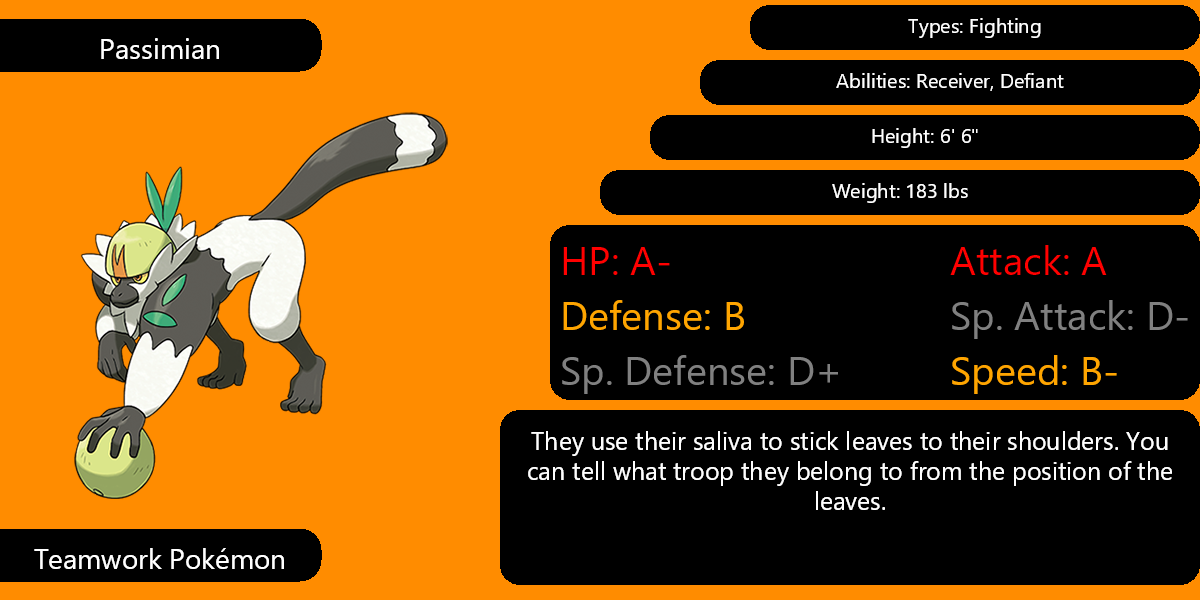 Passimian
Types: Fighting
Abilities: Receiver, Defiant
Height: 6' 6"
Weight: 183 lbs
HP: A-
Attack: A
Defense: B
Sp. Attack: D-
Sp. Defense: D+
Speed: B-
They use their saliva to stick leaves to their shoulders. You
can tell what troop they belong to from the position of the
leaves.
Teamwork Pokémon